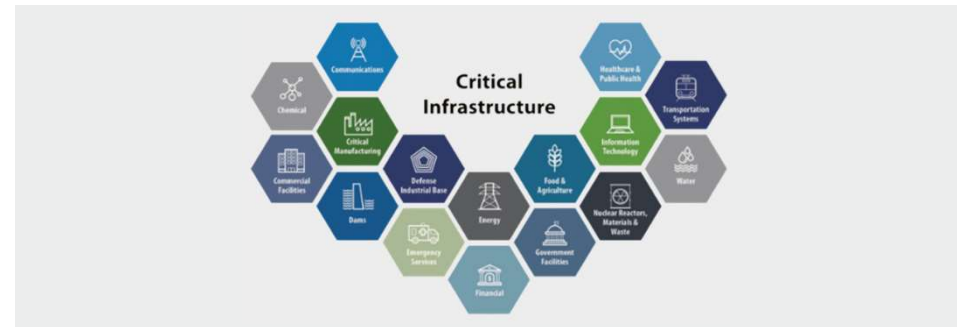 Critical
Infrastructure
Communications
Healthcare &
Public Health
Chemical
Transportation
Systems
Critical
Manufacturing
Information
Technology
Commercial
Facilities
Defense
Industrial Base
Food &
Agriculture
Water
Dams
Energy
Nuclear Reactors,
Materials &
Waste
Emergency
Services
Government
Facilities
Financial